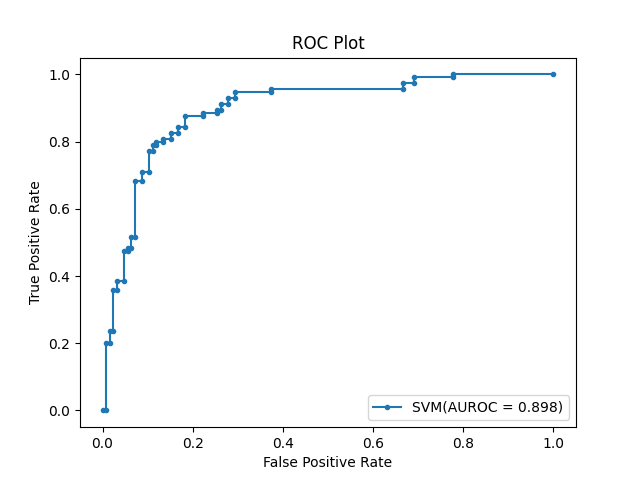 ROC Plot
True Positive Rate
1.0
0.8
0.6
0.4
0.2
0.0
SVM(AUROC = 0.898)
0.0 0.2 0.4 0.6 0.8 1.0
False Positive Rate